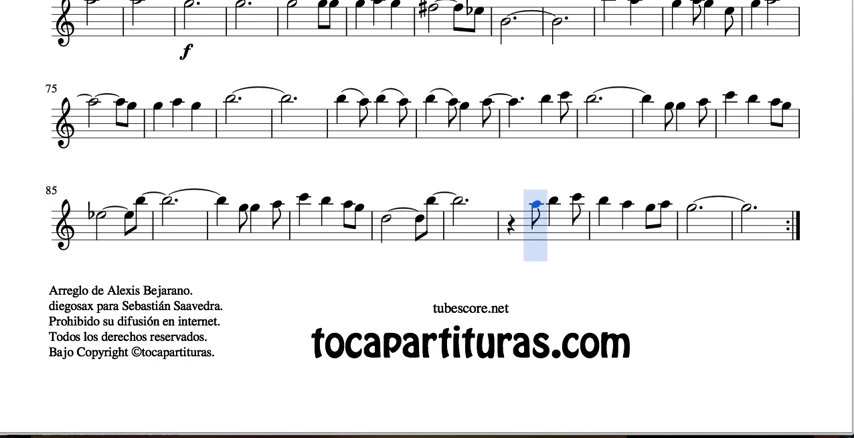 f
75
85
Arreglo de Alexis Bejarano.
diegosax para Sebastián Saavedra.
Prohibido su difusión en internet.
Todos los derechos reservados.
Bajo Copyright ©tocapartituras.
tubescore.net
tocapartituras.com